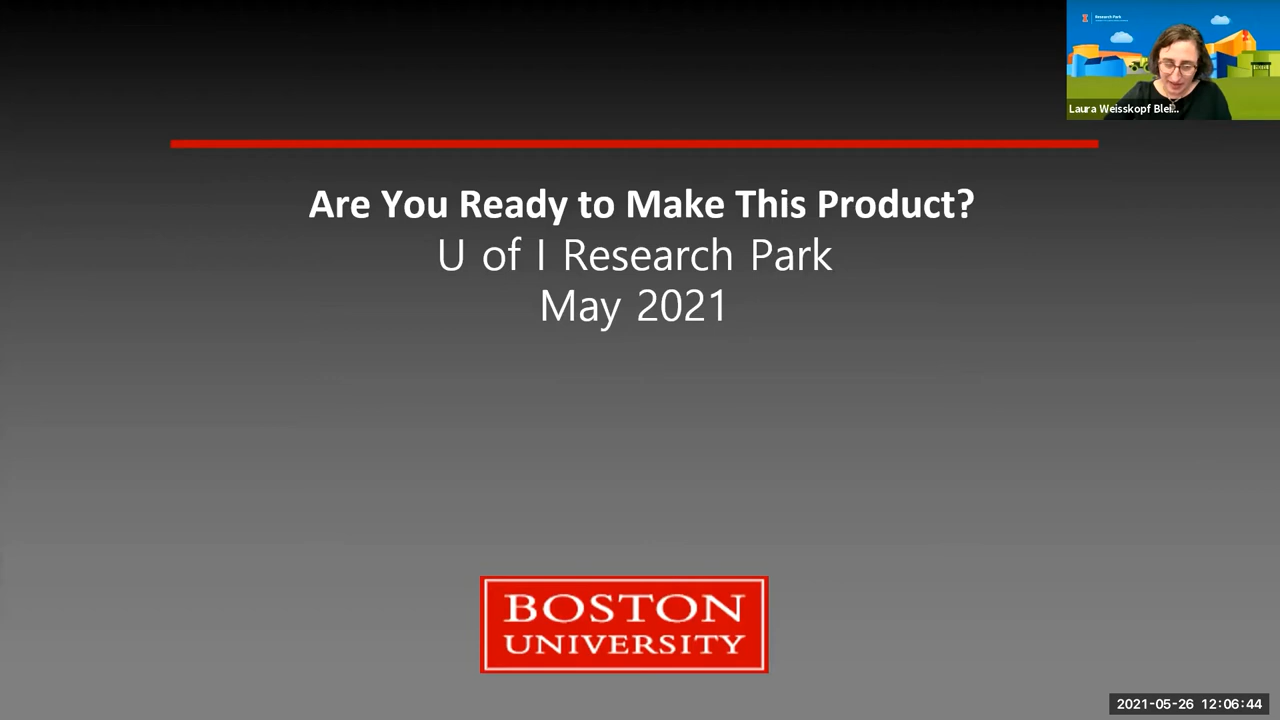 Research Park
Laura Weisskopf Blei...
Are You Ready to Make This Product?
U of I Research Park
May 2021
BOSTON
UNIVERSITY
2021-05-26 12:06:44